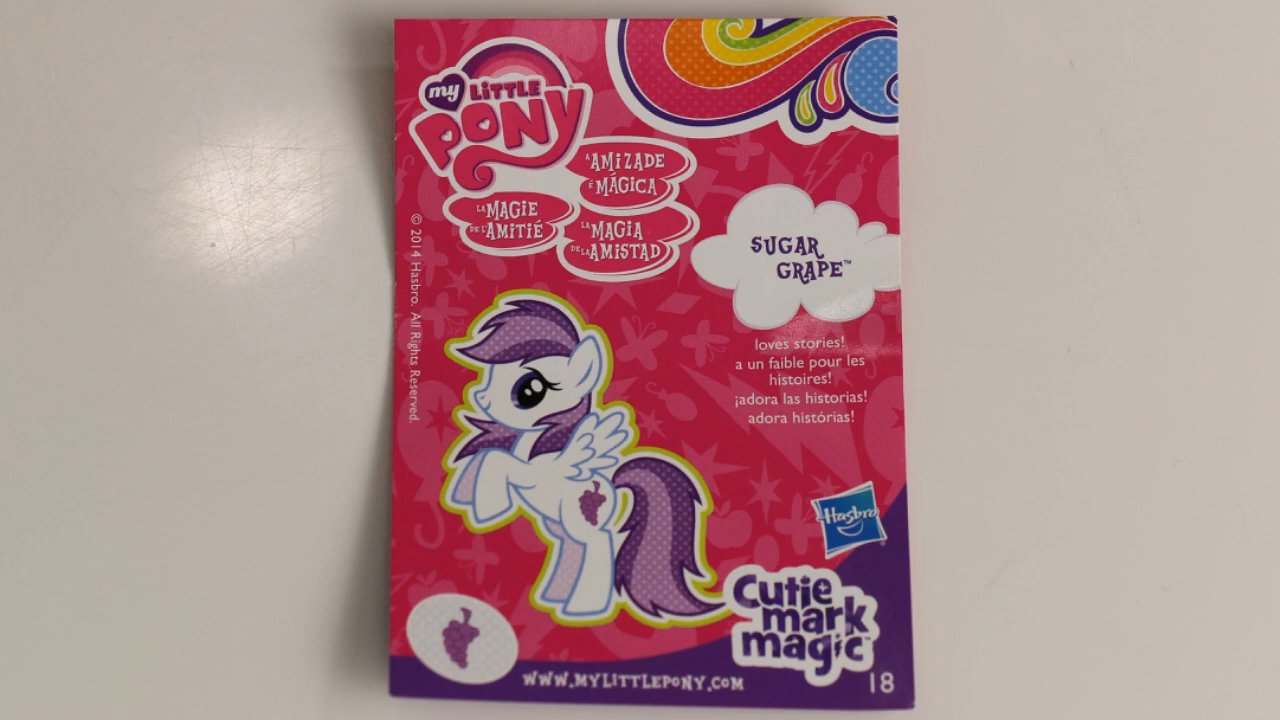 my LiTTLE
PONY
A AMiZADE
É MÁGICA
LA MAGIE
DE L'AMITIÉ
LA MAGIA
DE LA AMISTAD
© 2014 Hasbro. All Rights Reserved.
SUGAR
GRAPE™
loves stories!
a un faible pour les
histoires!
¡adora las historias!
adora histórias!
Hasbro
Cutie
mark
magic™
WWW.MYLITTLEPONY.COM
18